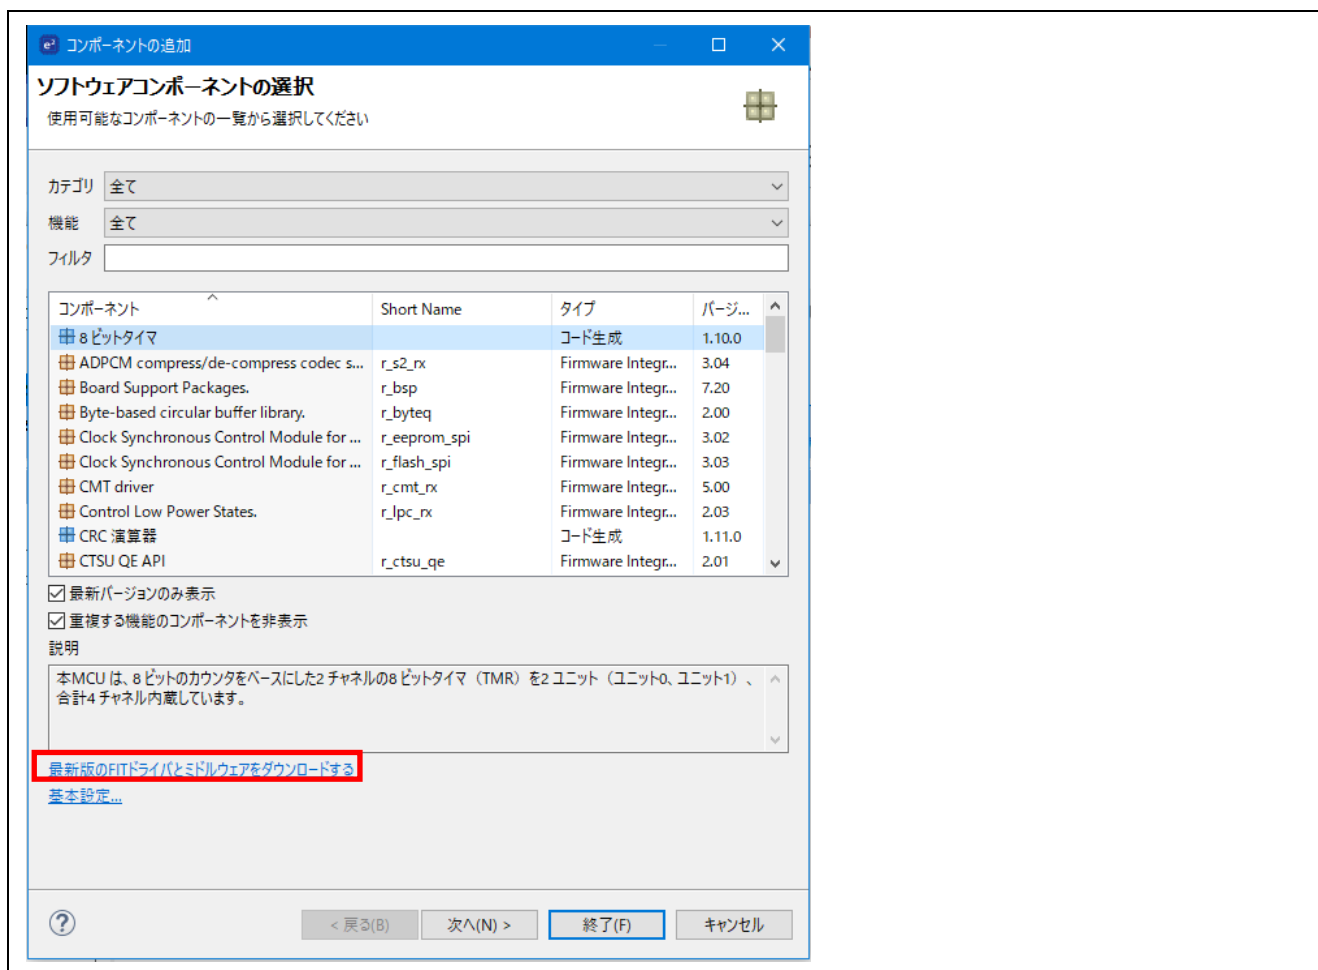 e² コンポーネントの追加
ソフトウェアコンポーネントの選択
使用可能なコンポーネントの一覧から選択してください
カテゴリ 全て
機能 全て
フィルタ
コンポーネント Short Name タイプ バージ...
8 ビットタイマ コード生成 1.10.0
ADPCM compress/de-compress codec s... r_s2_rx Firmware Integr... 3.04
Board Support Packages. r_bsp Firmware Integr... 7.20
Byte-based circular buffer library. r_byteq Firmware Integr... 2.00
Clock Synchronous Control Module for ... r_eeprom_spi Firmware Integr... 3.02
Clock Synchronous Control Module for ... r_flash_spi Firmware Integr... 3.03
CMT driver r_cmt_rx Firmware Integr... 5.00
Control Low Power States. r_lpc_rx Firmware Integr... 2.03
CRC 演算器 コード生成 1.11.0
CTSU QE API r_ctsu_qe Firmware Integr... 2.01
最新バージョンのみ表示
重複する機能のコンポーネントを非表示
説明
本MCU は、8 ビットのカウンタをベースにした2 チャネルの8 ビットタイマ（TMR）を2 ユニット（ユニット0、ユニット1）、
合計4 チャネル内蔵しています。
最新版のFITドライバとミドルウェアをダウンロードする
基本設定...
< 戻る(B) 次へ(N) > 終了(F) キャンセル